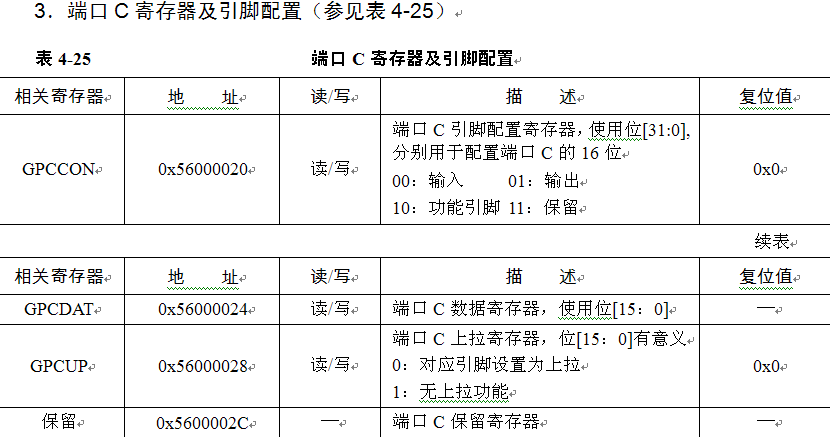 3．端口 C 寄存器及引脚配置（参见表 4-25）
表 4-25 端口 C 寄存器及引脚配置
相关寄存器 地 址 读/写 描 述 复位值
GPCCON 0x56000020 读/写 端口 C 引脚配置寄存器，使用位[31:0],
分别用于配置端口 C 的 16 位
00：输入 01：输出
10：功能引脚 11：保留 0x0
续表
相关寄存器 地 址 读/写 描 述 复位值
GPCDAT 0x56000024 读/写 端口 C 数据寄存器，使用位[15：0] —
GPCUP 0x56000028 读/写 端口 C 上拉寄存器，位[15：0]有意义
0：对应引脚设置为上拉
1：无上拉功能 0x0
保留 0x5600002C — 端口 C 保留寄存器 —